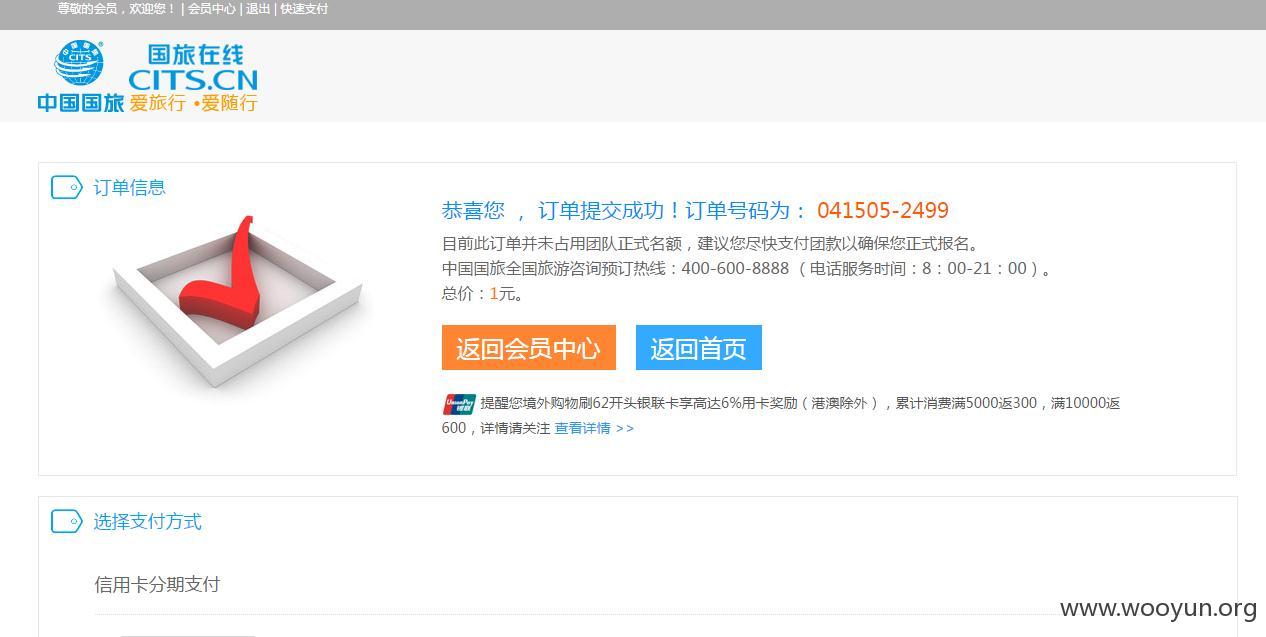 尊敬的会员，欢迎您！ | 会员中心 | 退出 | 快速支付
CITS
国旅在线
CITS.CN
中国国旅 爱旅行 •爱随行
订单信息
恭喜您 ， 订单提交成功！订单号码为： 041505-2499
目前此订单并未占用团队正式名额，建议您尽快支付团款以确保您正式报名。
中国国旅全国旅游咨询预订热线：400-600-8888 （ 电话服务时间：8：00-21：00 ）。
总价：1元。
返回会员中心 返回首页
UnionPay 银联 提醒您境外购物刷62开头银联卡享高达6%用卡奖励（ 港澳除外 ），累计消费满5000返300，满10000返
600，详情请关注 查看详情 >>
选择支付方式
信用卡分期支付
www.wooyun.org